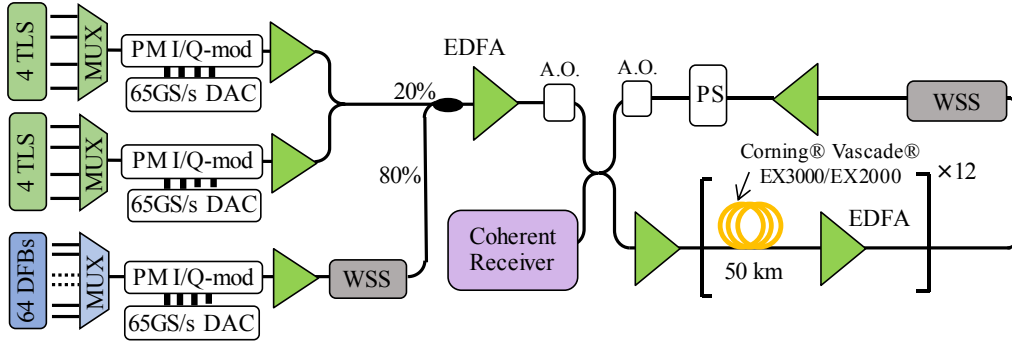 4 TLS
MUX
PM I/Q-mod
65GS/s DAC
4 TLS
MUX
PM I/Q-mod
65GS/s DAC
64 DFBs
MUX
PM I/Q-mod
65GS/s DAC
WSS
20%
80%
EDFA
A.O.
A.O.
PS
WSS
Coherent
Receiver
Corning® Vascade®
EX3000/EX2000
50 km
EDFA
×12